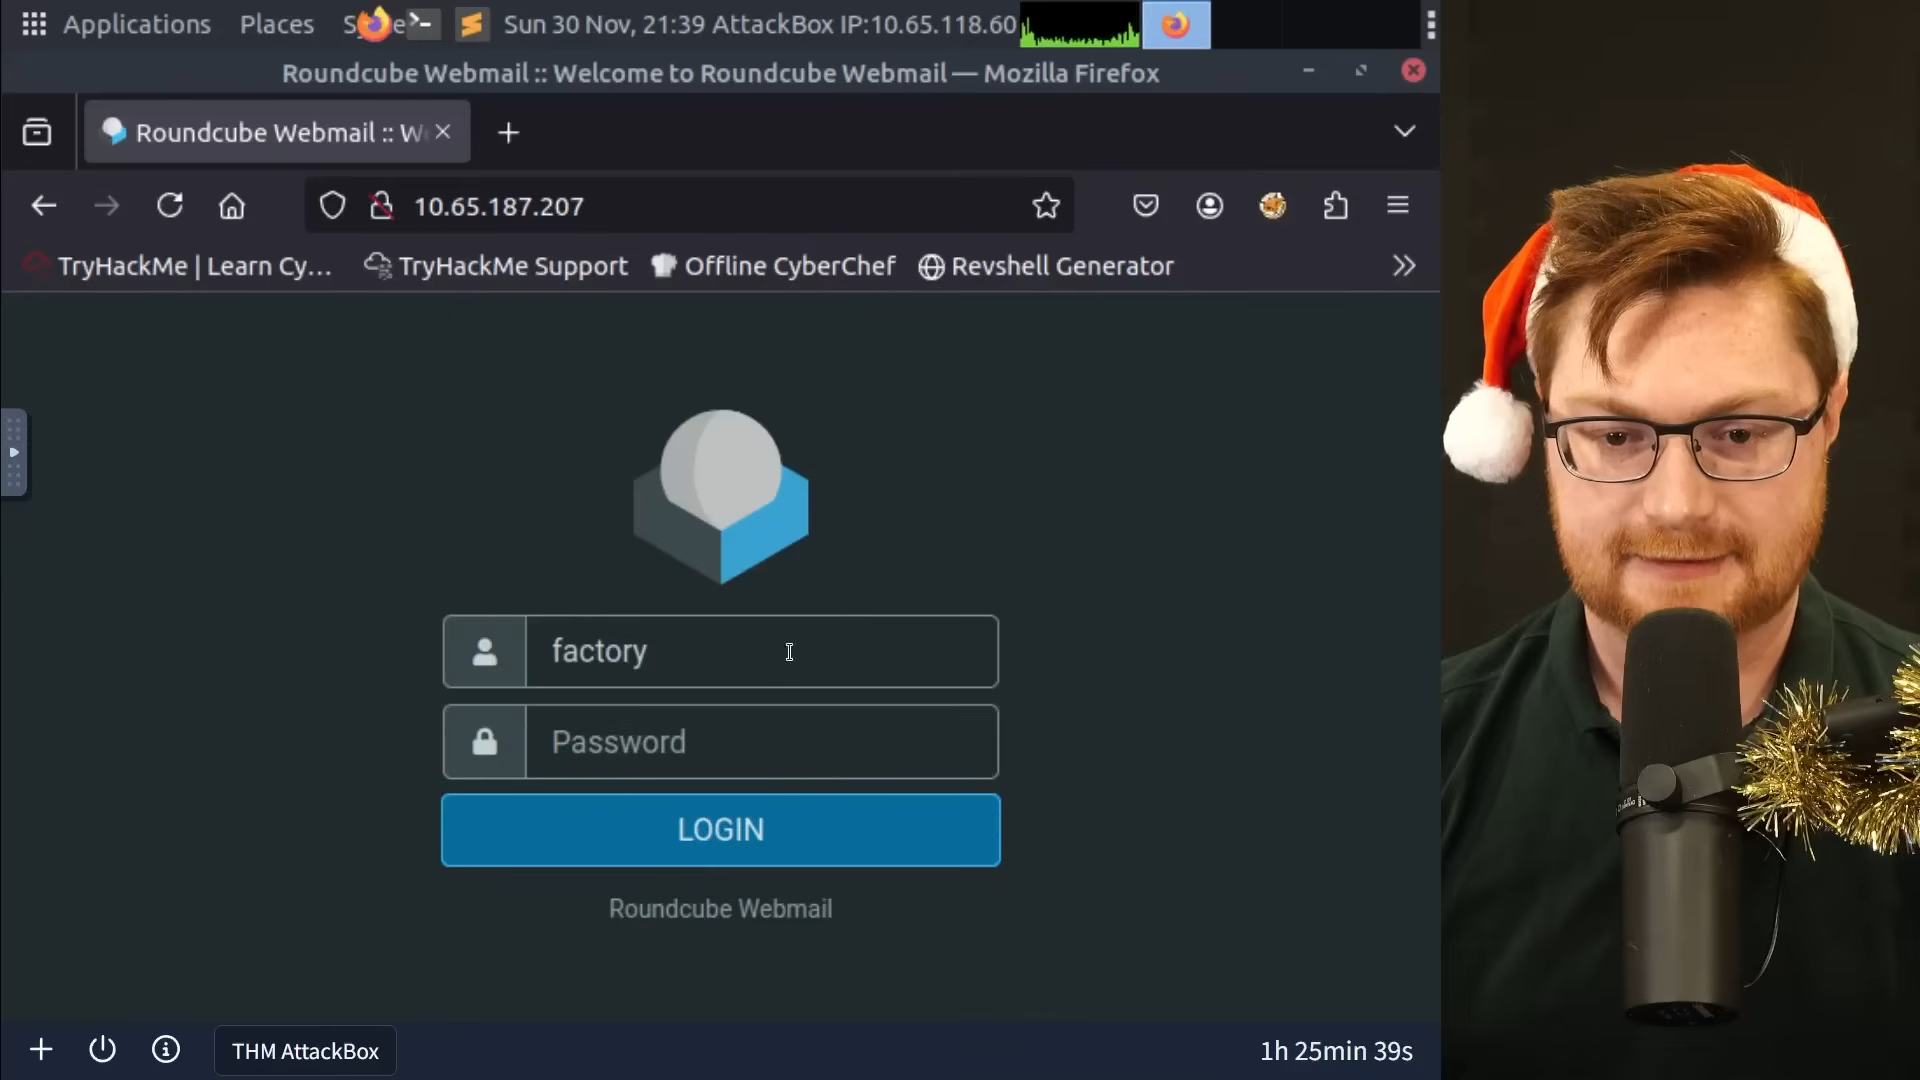 Applications Places S e Sun 30 Nov, 21:39 AttackBox IP:10.65.118.60
Roundcube Webmail :: Welcome to Roundcube Webmail — Mozilla Firefox
Roundcube Webmail :: W
10.65.187.207
TryHackMe | Learn Cy... TryHackMe Support Offline CyberChef Revshell Generator
factory
Password
LOGIN
Roundcube Webmail
THM AttackBox 1h 25min 39s